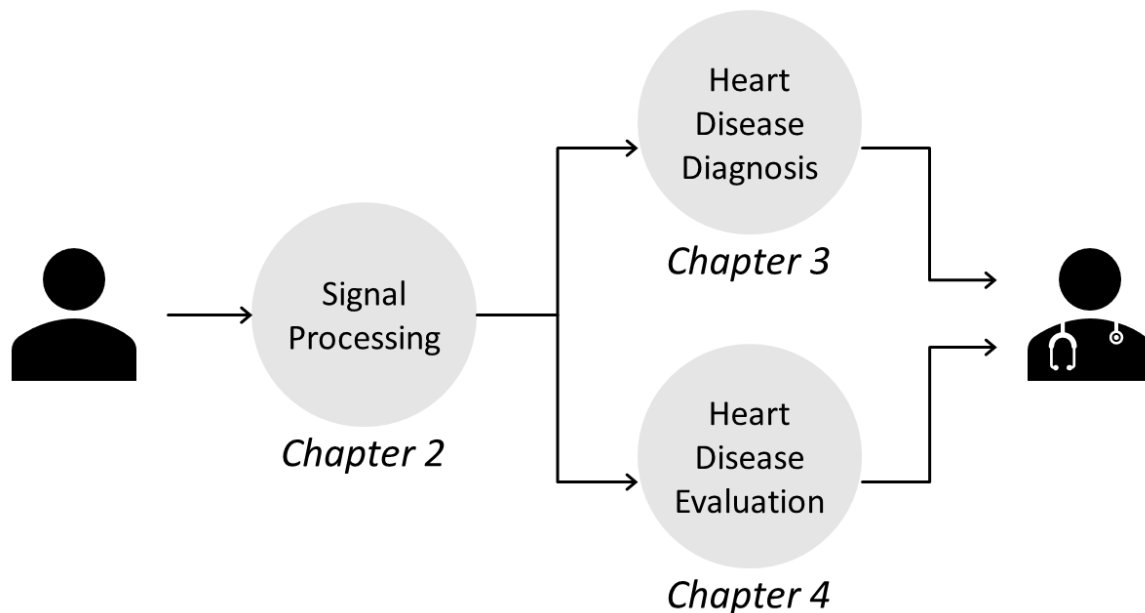 Signal
Processing
Chapter 2
Heart
Disease
Diagnosis
Chapter 3
Heart
Disease
Evaluation
Chapter 4